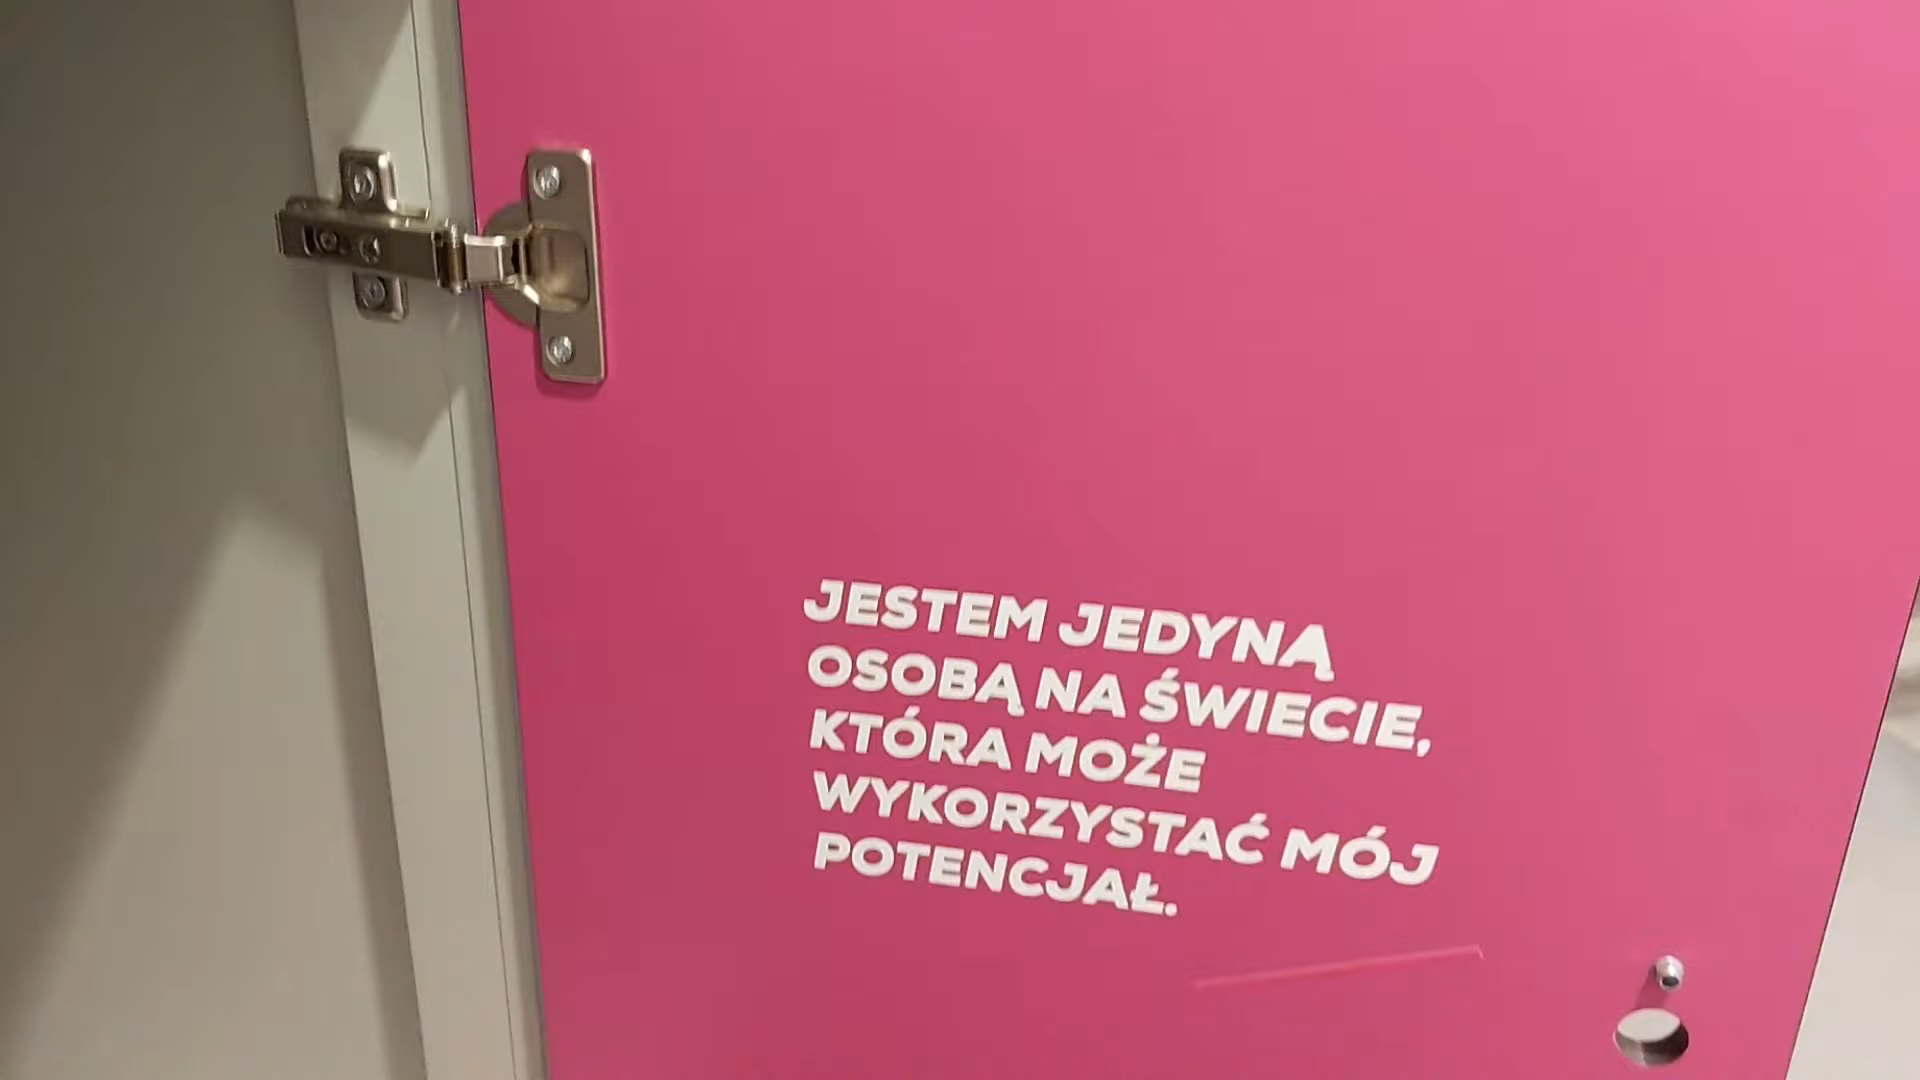 JESTEM JEDYNĄ
OSOBĄ NA ŚWIECIE,
KTÓRA MOŻE
WYKORZYSTAĆ MÓJ
POTENCJAŁ.